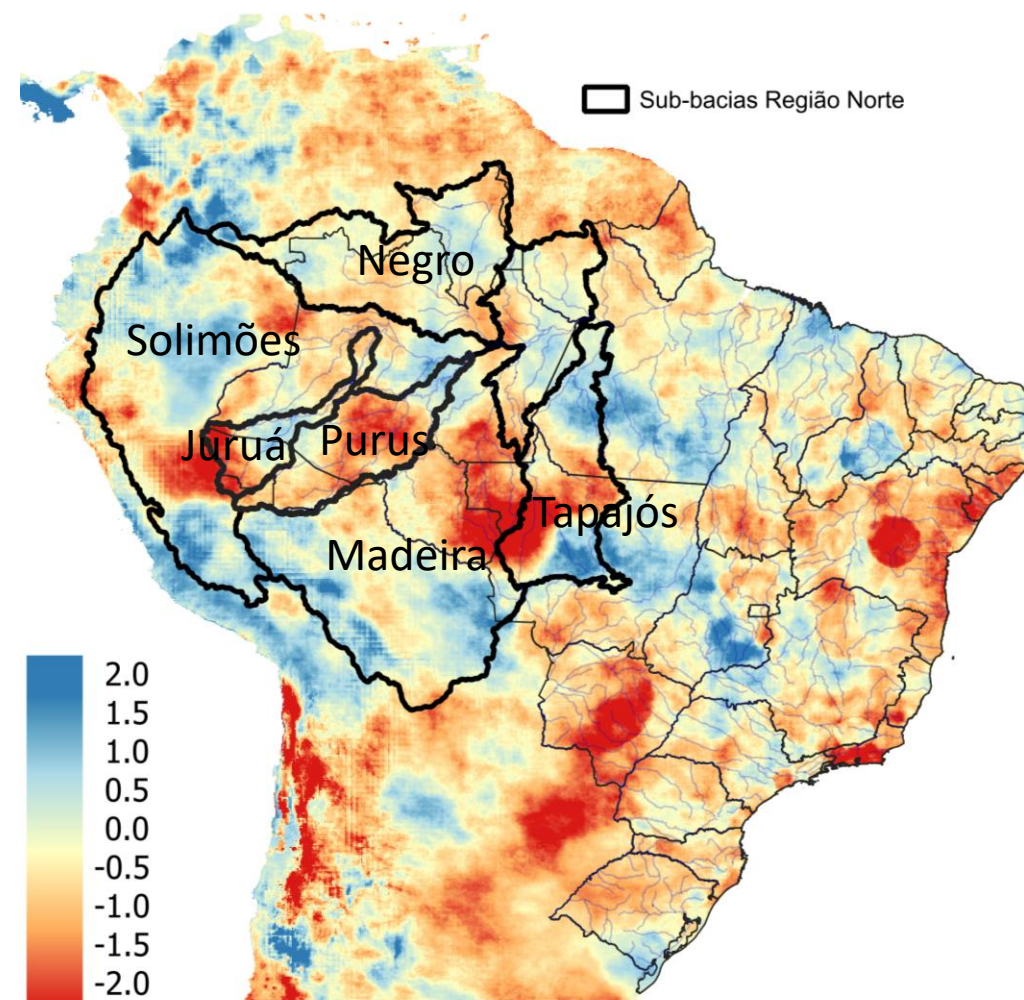 Sub-bacias Região Norte
Negro
Solimões
Juruá
Purus
Tapajós
Madeira
2.0
1.5
1.0
0.5
0.0
-0.5
-1.0
-1.5
-2.0